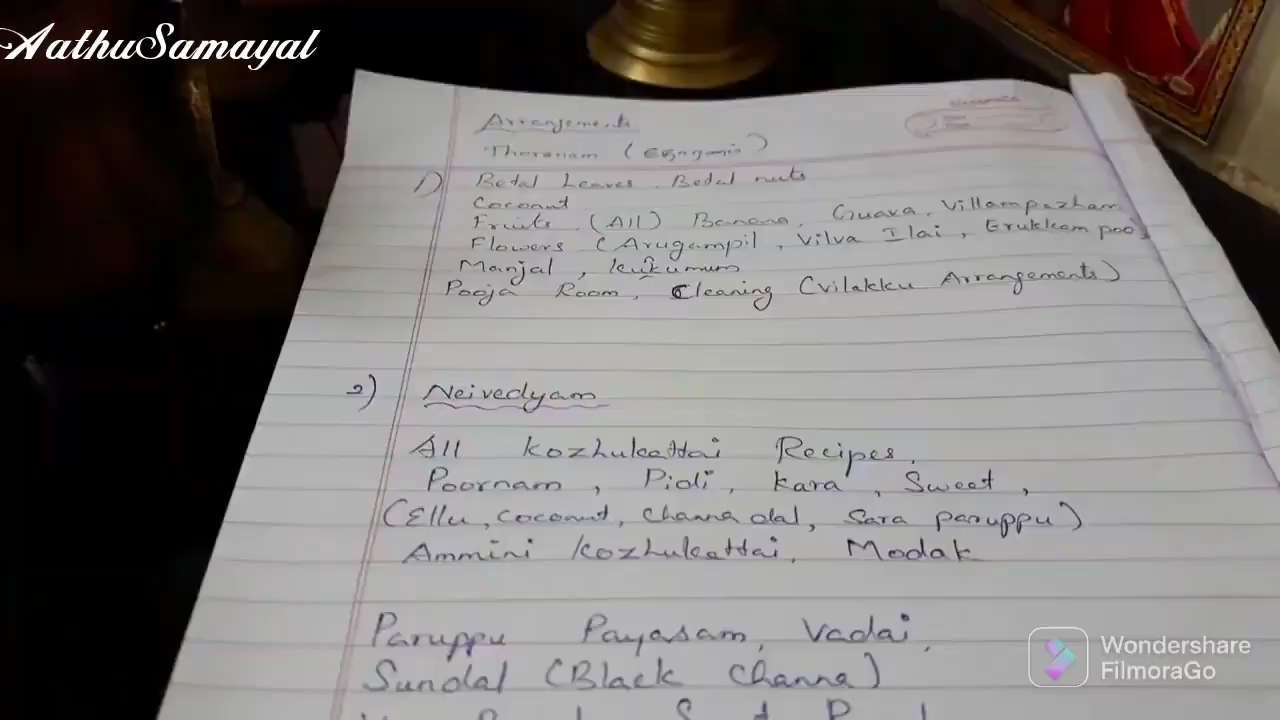 AathuSamayal
Arrangements
Thoranam (தோரணம்)
1) Betal Leaves. Betal nuts
Coconut
Fruits (All) Banana, Guava, Villampazham
Flowers (Arugampil, Vilva Ilai, Erukkam poo)
Manjal, kukumum
Pooja Room, Cleaning (vilakku Arrangements)
2) Neivedyam
All Kozhukattai Recipes.
Poornam, Pidi, Kara, Sweet,
(Ellu, coconut, channa dal, Sara paruppu)
Ammini Kozhukattai, Modak
Paruppu Payasam, Vadai,
Sundal (Black Channa)
Wondershare
FilmoraGo